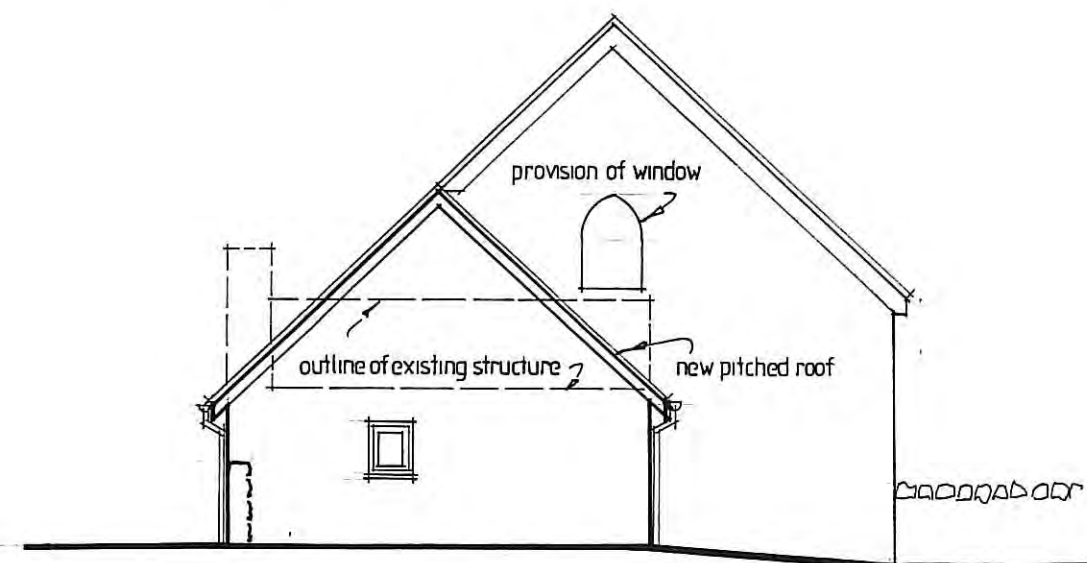 provision of window
outline of existing structure
new pitched roof